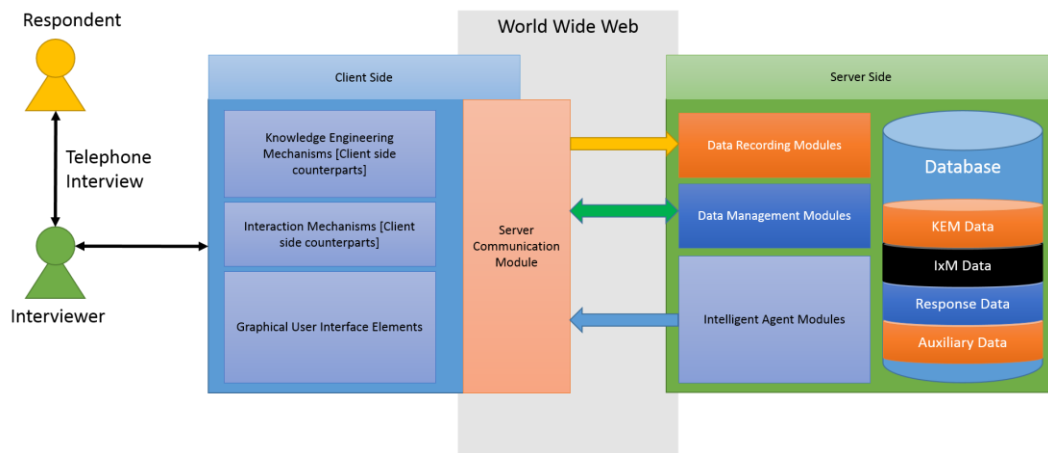 Respondent
World Wide Web
Client Side
Server Side
Telephone
Interview
Knowledge Engineering
Mechanisms [Client side
counterparts]
Interaction Mechanisms [Client
side counterparts]
Graphical User Interface Elements
Server
Communication
Module
Data Recording Modules
Data Management Modules
Intelligent Agent Modules
Database
KEM Data
IxM Data
Response Data
Auxiliary Data
Interviewer